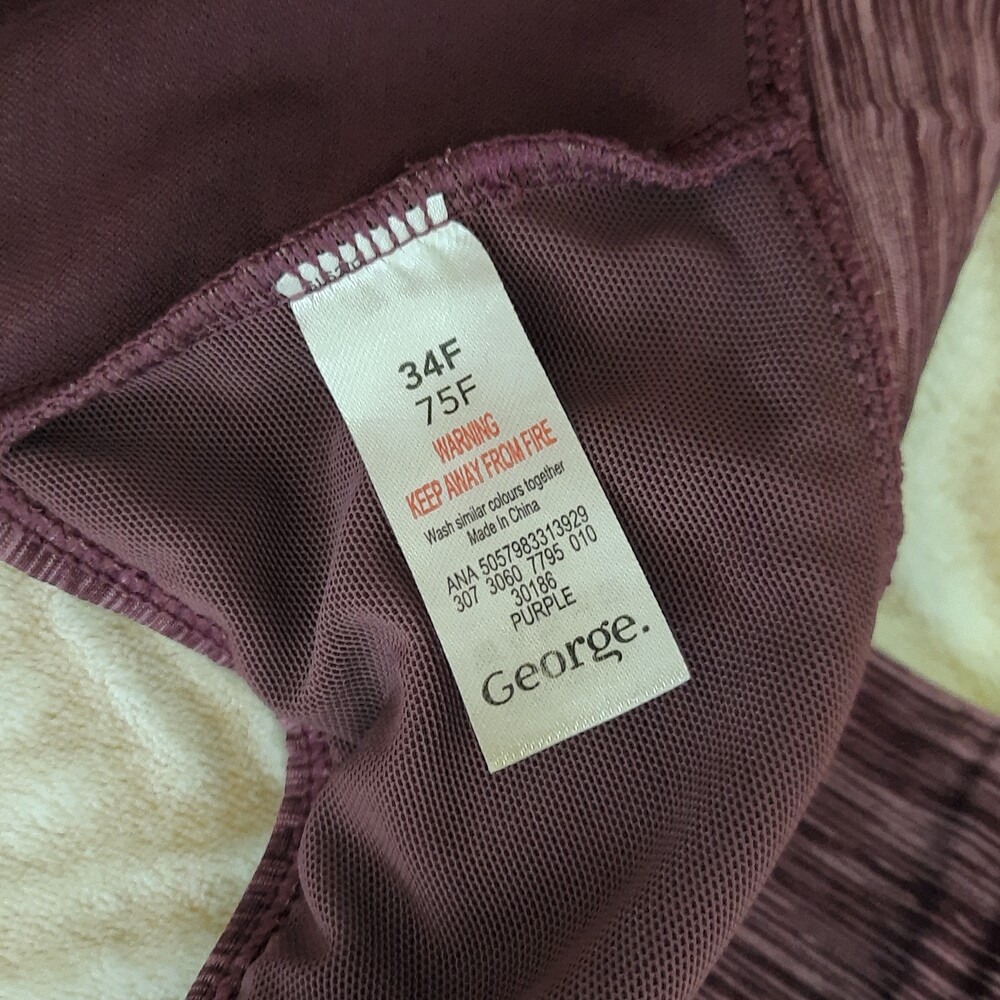 34F
75F
WARNING
KEEP AWAY FROM FIRE
Wash similar colours together
Made In China
ANA 5057983313929
307 3060 7795 010
30186
PURPLE
George.